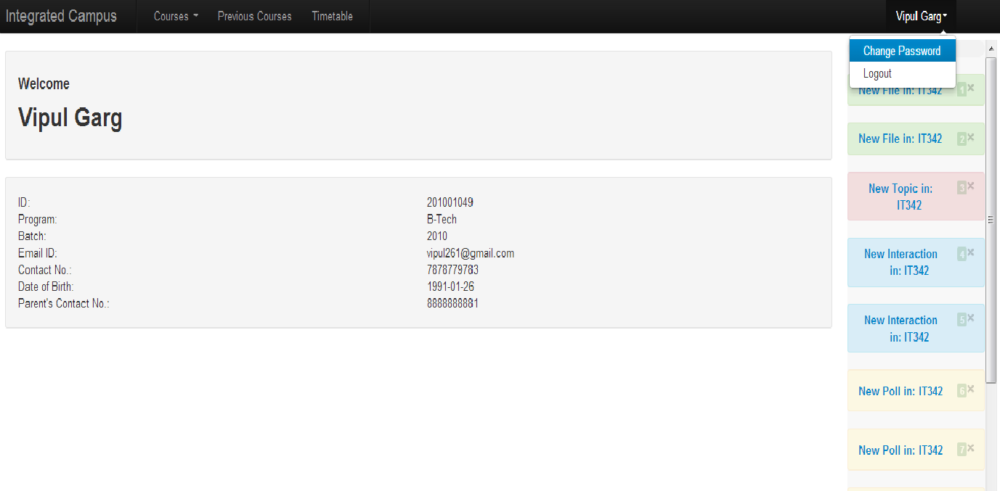 Integrated Campus Courses Previous Courses Timetable Vipul Garg
Change Password
Logout
Welcome
Vipul Garg
ID: 201001049
Program: B-Tech
Batch: 2010
Email ID: vipul261@gmail.com
Contact No.: 7878779783
Date of Birth: 1991-01-26
Parent's Contact No.: 8888888881
New File in: IT342 1 ×
New File in: IT342 2 ×
New Topic in: 3 ×
IT342
New Interaction 4 ×
in: IT342
New Interaction 5 ×
in: IT342
New Poll in: IT342 6 ×
New Poll in: IT342 7 ×